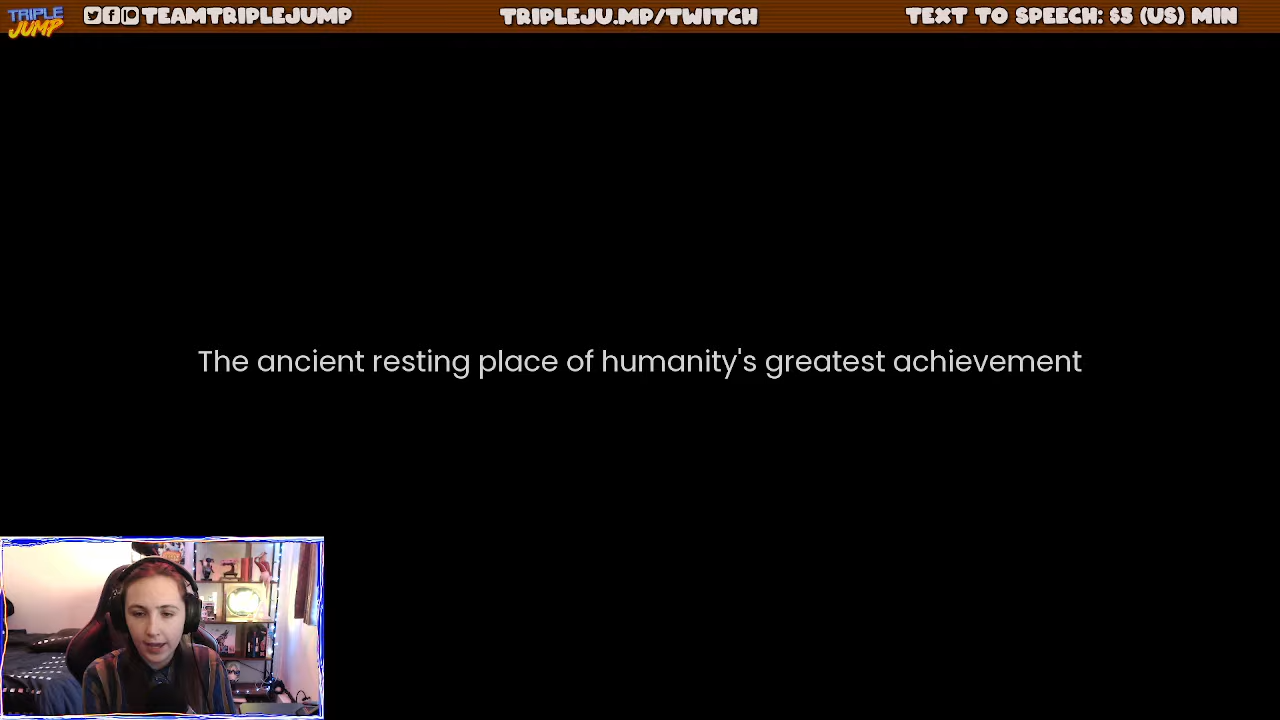 TRIPLE JUMP
TEAMTRIPLEJUMP
TRIPLEJU.MP/TWITCH
TEXT TO SPEECH: $5 (US) MIN
The ancient resting place of humanity's greatest achievement